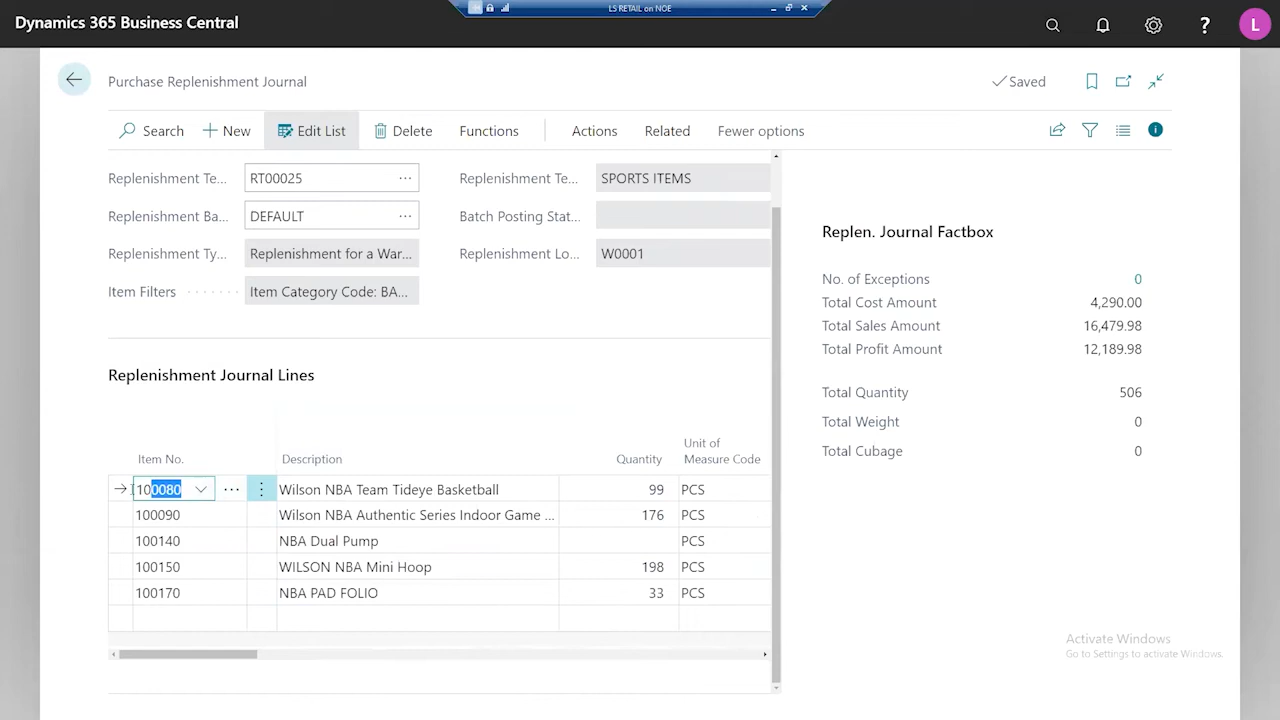 LS RETAIL on NOE
Dynamics 365 Business Central
L
Purchase Replenishment Journal
Saved
Search New Edit List Delete Functions Actions Related Fewer options
Replenishment Te... RT00025 Replenishment Te... SPORTS ITEMS
Replenishment Ba... DEFAULT Batch Posting Stat...
Replenishment Ty... Replenishment for a War... Replenishment Lo... W0001
Item Filters Item Category Code: BA...
Replen. Journal Factbox
No. of Exceptions 0
Total Cost Amount 4,290.00
Total Sales Amount 16,479.98
Total Profit Amount 12,189.98
Total Quantity 506
Total Weight 0
Total Cubage 0
Replenishment Journal Lines
Item No. Description Quantity Unit of Measure Code
100080 Wilson NBA Team Tideye Basketball 99 PCS
100090 Wilson NBA Authentic Series Indoor Game ... 176 PCS
100140 NBA Dual Pump PCS
100150 WILSON NBA Mini Hoop 198 PCS
100170 NBA PAD FOLIO 33 PCS
Activate Windows
Go to Settings to activate Windows.